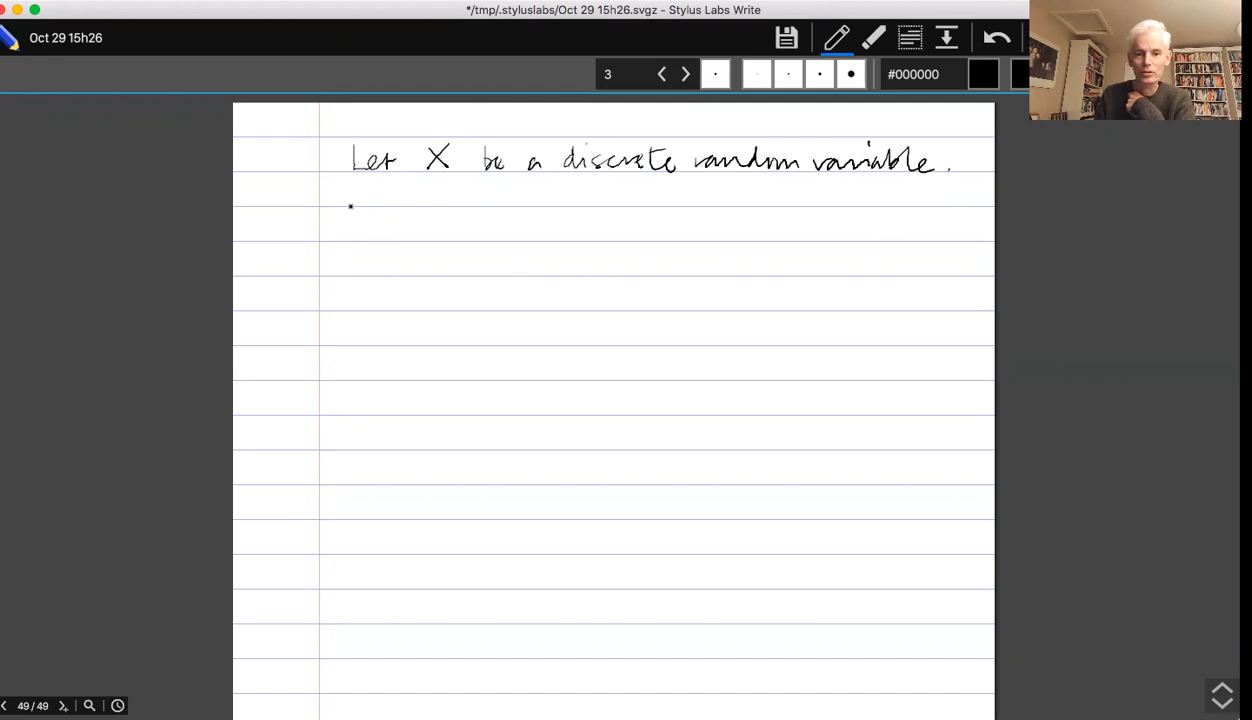 */tmp/.styluslabs/Oct 29 15h26.svgz - Stylus Labs Write
Oct 29 15h26
3
#000000
Let X be a discrete random variable.
49/49